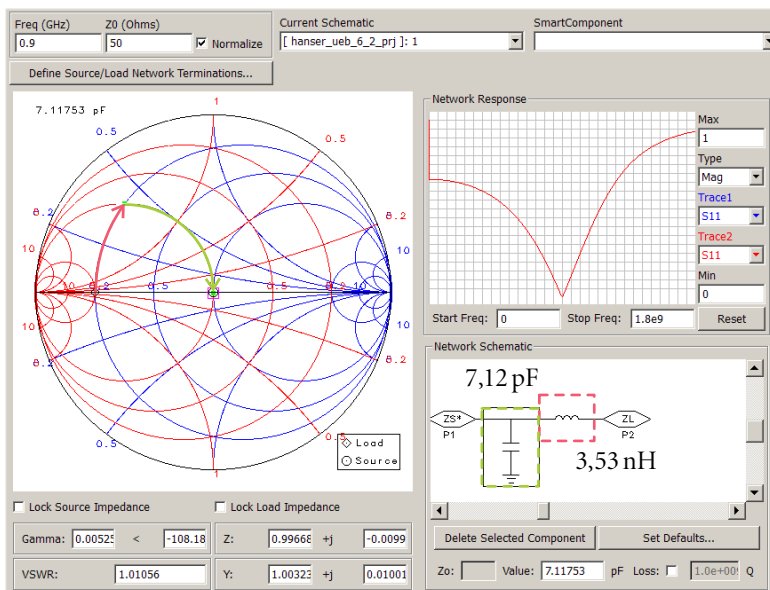 Freq (GHz) Z0 (Ohms)
0.9 50 Normalize
Current Schematic
[ hanser_ueb_6_2_prj ]: 1
SmartComponent
Define Source/Load Network Terminations...
7.11753 pF
1
0.5 0.5
0.2 0.2
10 10
0.2 0.5 0.5 0.2
10 10
0.2 0.2
0.5 0.5
1
Load
Source
Network Response
Max
1
Type
Mag
Trace1
S11
Trace2
S11
Min
0
Start Freq: 0 Stop Freq: 1.8e9 Reset
Network Schematic
7,12 pF
ZS* ZL
P1 P2
3,53 nH
Lock Source Impedance Lock Load Impedance
Gamma: 0.00525 < -108.18 Z: 0.99668 +j -0.0099
VSWR: 1.01056 Y: 1.00323 +j 0.01001
Delete Selected Component Set Defaults...
Zo: Value: 7.11753 pF Loss: 1.0e+009 Q